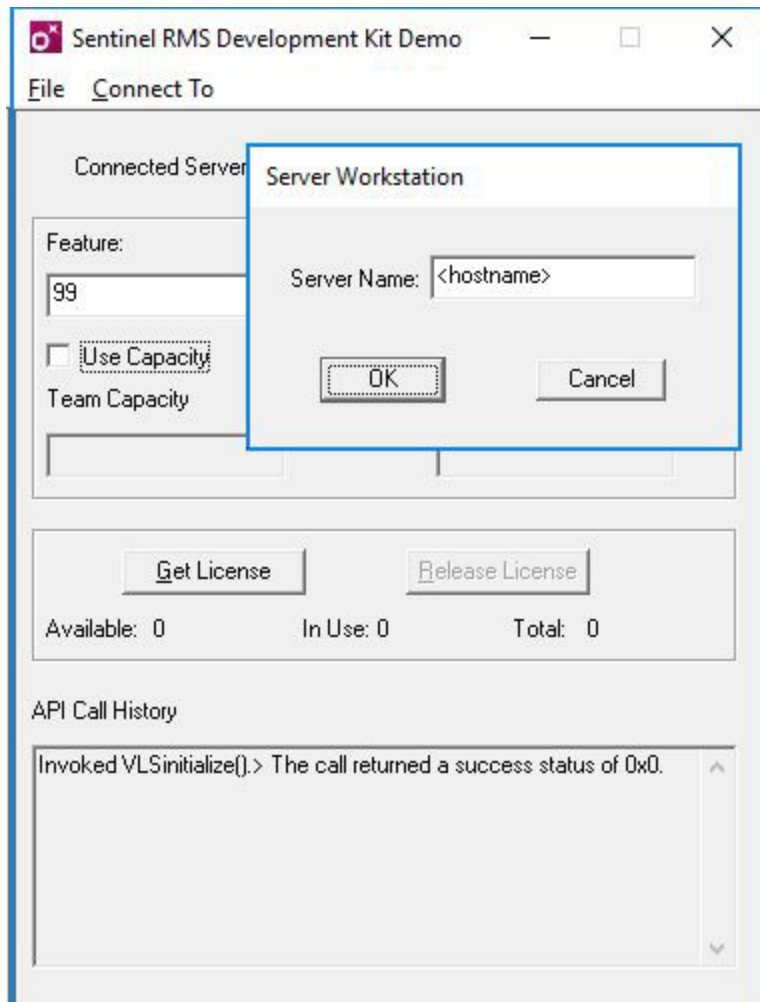 Sentinel RMS Development Kit Demo
File Connect To
Connected Server
Server Workstation
Feature:
Server Name: <hostname>
99
Use Capacity
OK Cancel
Team Capacity
Get License Release License
Available: 0 In Use: 0 Total: 0
API Call History
Invoked VLSinitialize().> The call returned a success status of 0x0.